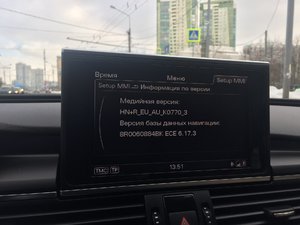 Время Меню Setup MMI
Setup MMI Информация по версии
Медийная версия:
HN+R_EU_AU_K0770_3
Версия базы данных навигации:
8R0060884BK ECE 6.17.3
13:51
TMC TP